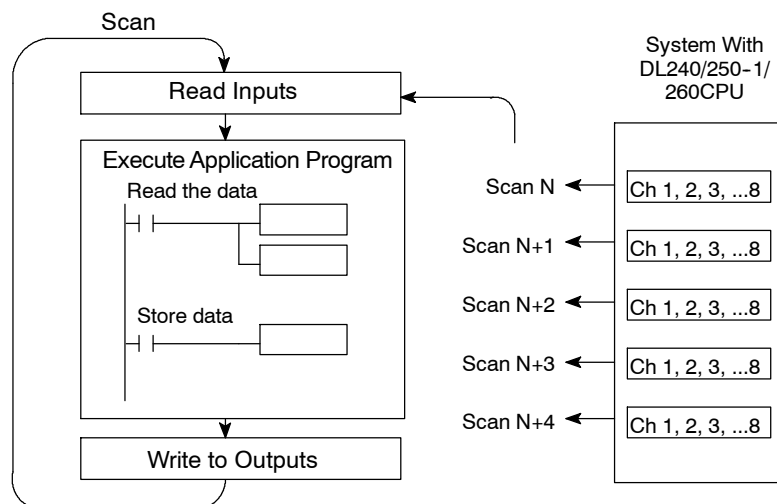 Scan
Read Inputs
Execute Application Program
Read the data
Store data
Write to Outputs
System With
DL240/250-1/
260CPU
Scan N
Ch 1, 2, 3, ...8
Scan N+1
Ch 1, 2, 3, ...8
Scan N+2
Ch 1, 2, 3, ...8
Scan N+3
Ch 1, 2, 3, ...8
Scan N+4
Ch 1, 2, 3, ...8